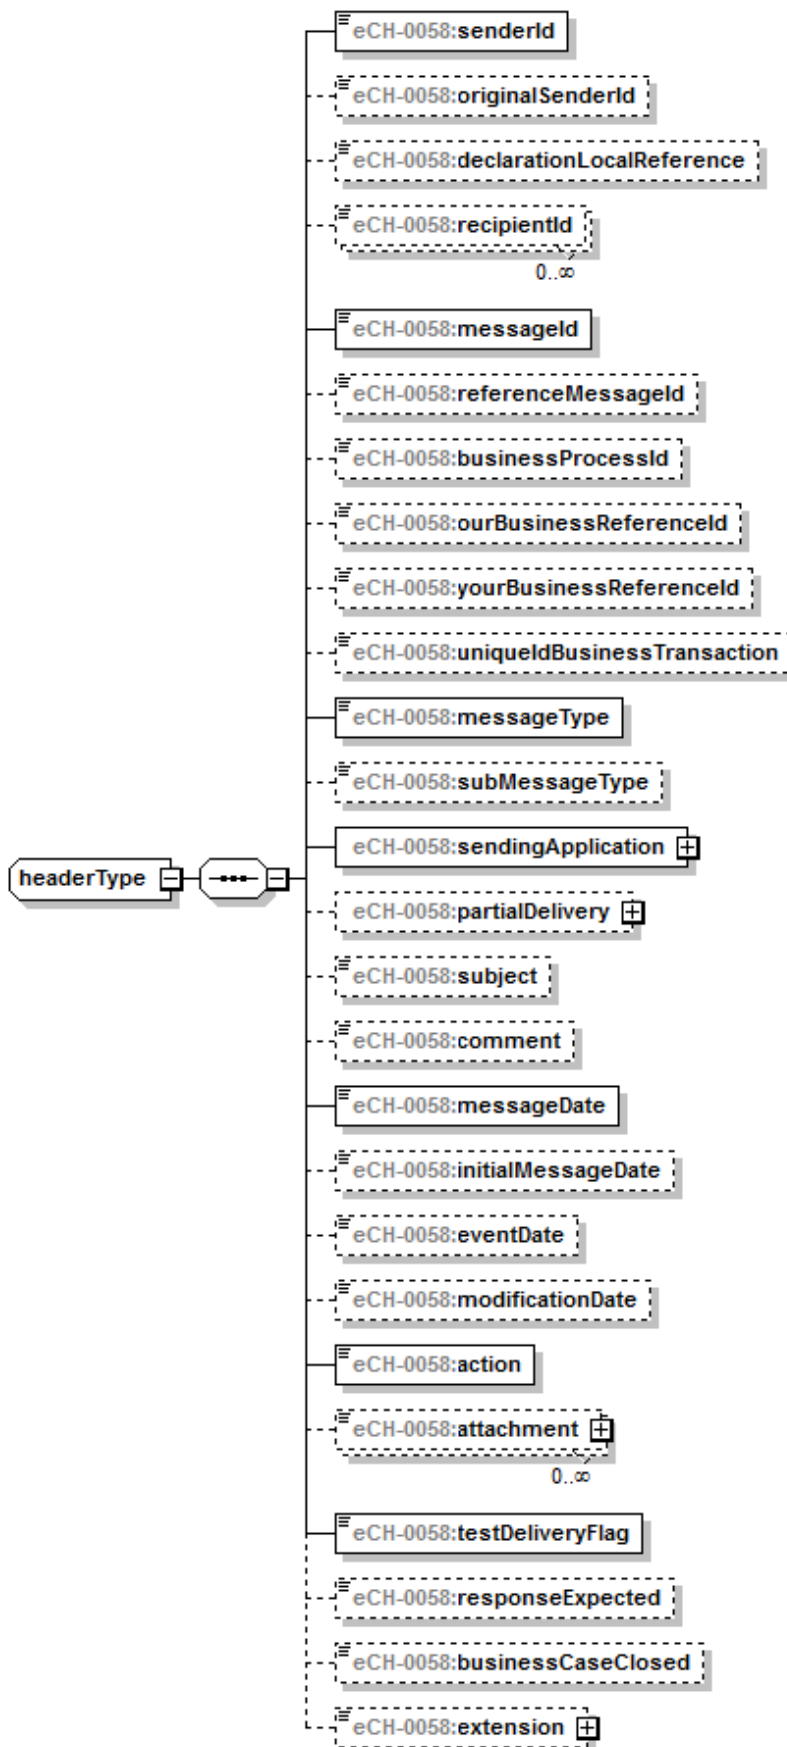 eCH-0058:senderId
eCH-0058:originalSenderId
eCH-0058:declarationLocalReference
eCH-0058:recipientId
0..∞
eCH-0058:messageId
eCH-0058:referenceMessageId
eCH-0058:businessProcessId
eCH-0058:ourBusinessReferenceId
eCH-0058:yourBusinessReferenceId
eCH-0058:uniqueIdBusinessTransaction
eCH-0058:messageType
eCH-0058:subMessageType
eCH-0058:sendingApplication
headerType
eCH-0058:partialDelivery
eCH-0058:subject
eCH-0058:comment
eCH-0058:messageDate
eCH-0058:initialMessageDate
eCH-0058:eventDate
eCH-0058:modificationDate
eCH-0058:action
eCH-0058:attachment
0..∞
eCH-0058:testDeliveryFlag
eCH-0058:responseExpected
eCH-0058:businessCaseClosed
eCH-0058:extension